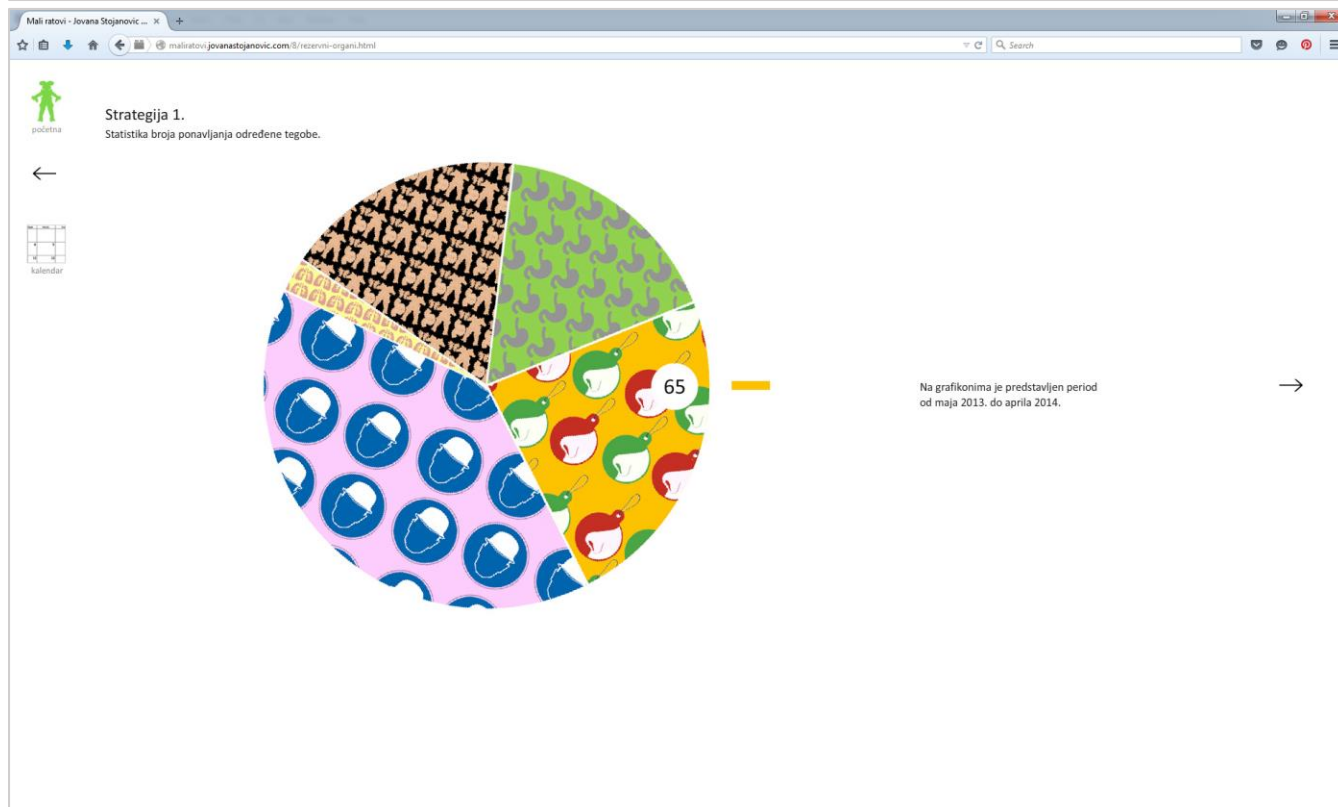 Mali ratovi - Jovana Stojanovic ...
maliratovi.jovanastojanovic.com/8/rezervni-organi.html
Search
početna
Strategija 1.
Statistika broja ponavljanja određene tegobe.
kalendar
65
Na grafikonima je predstavljen period
od maja 2013. do aprila 2014.